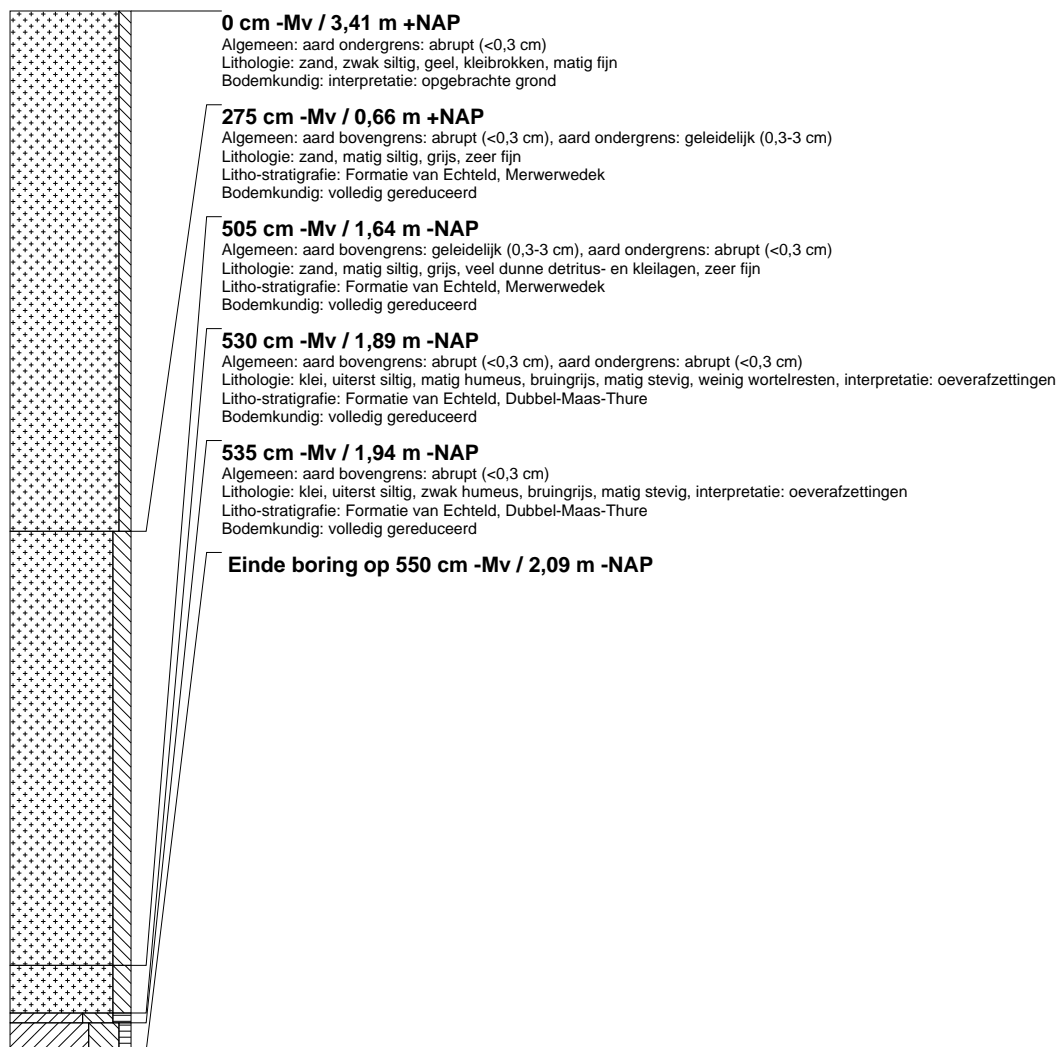 0 cm -Mv / 3,41 m +NAP
Algemeen: aard ondergrens: abrupt (<0,3 cm)
Lithologie: zand, zwak siltig, geel, kleibrokken, matig fijn
Bodemkundig: interpretatie: opgebrachte grond
275 cm -Mv / 0,66 m +NAP
Algemeen: aard bovengrens: abrupt (<0,3 cm), aard ondergrens: geleidelijk (0,3-3 cm)
Lithologie: zand, matig siltig, grijs, zeer fijn
Litho-stratigrafie: Formatie van Echteld, Merwerwedek
Bodemkundig: volledig gereduceerd
505 cm -Mv / 1,64 m -NAP
Algemeen: aard bovengrens: geleidelijk (0,3-3 cm), aard ondergrens: abrupt (<0,3 cm)
Lithologie: zand, matig siltig, grijs, veel dunne detritus- en kleilagen, zeer fijn
Litho-stratigrafie: Formatie van Echteld, Merwerwedek
Bodemkundig: volledig gereduceerd
530 cm -Mv / 1,89 m -NAP
Algemeen: aard bovengrens: abrupt (<0,3 cm), aard ondergrens: abrupt (<0,3 cm)
Lithologie: klei, uiterst siltig, matig humeus, bruingrijs, matig stevig, weinig wortelresten, interpretatie: oeverafzettingen
Litho-stratigrafie: Formatie van Echteld, Dubbel-Maas-Thure
Bodemkundig: volledig gereduceerd
535 cm -Mv / 1,94 m -NAP
Algemeen: aard bovengrens: abrupt (<0,3 cm)
Lithologie: klei, uiterst siltig, zwak humeus, bruingrijs, matig stevig, interpretatie: oeverafzettingen
Litho-stratigrafie: Formatie van Echteld, Dubbel-Maas-Thure
Bodemkundig: volledig gereduceerd
Einde boring op 550 cm -Mv / 2,09 m -NAP